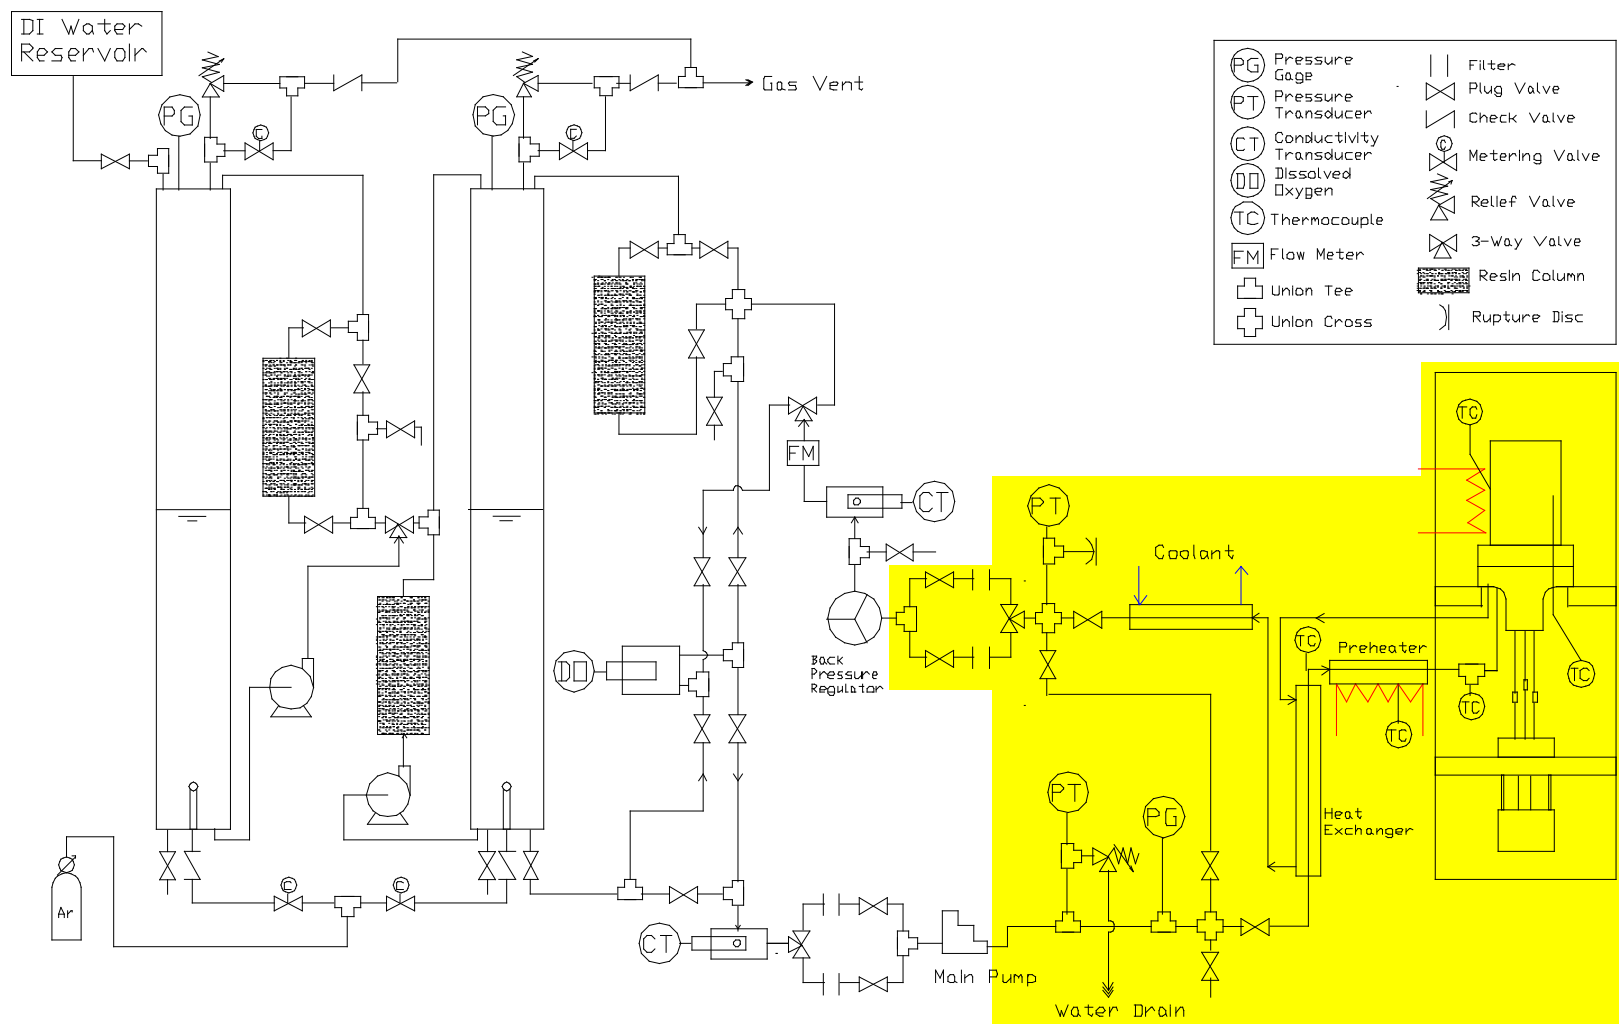 DI Water
Reservoir
Gas Vent
PG
PG
C
C
PG Pressure
Gage
PT Pressure
Transducer
CT Conductivity
Transducer
DO Dissolved
Oxygen
TC Thermocouple
FM Flow Meter
Union Tee
Union Cross
Filter
Plug Valve
Check Valve
C Metering Valve
Relief Valve
3-Way Valve
Resin Column
Rupture Disc
FM
CT
PT
Coolant
TC
Back
Pressure
Regulator
DO
TC
Preheater
TC
TC
TC
Heat
Exchanger
PT
PG
Ar
C
C
CT
Main Pump
Water Drain